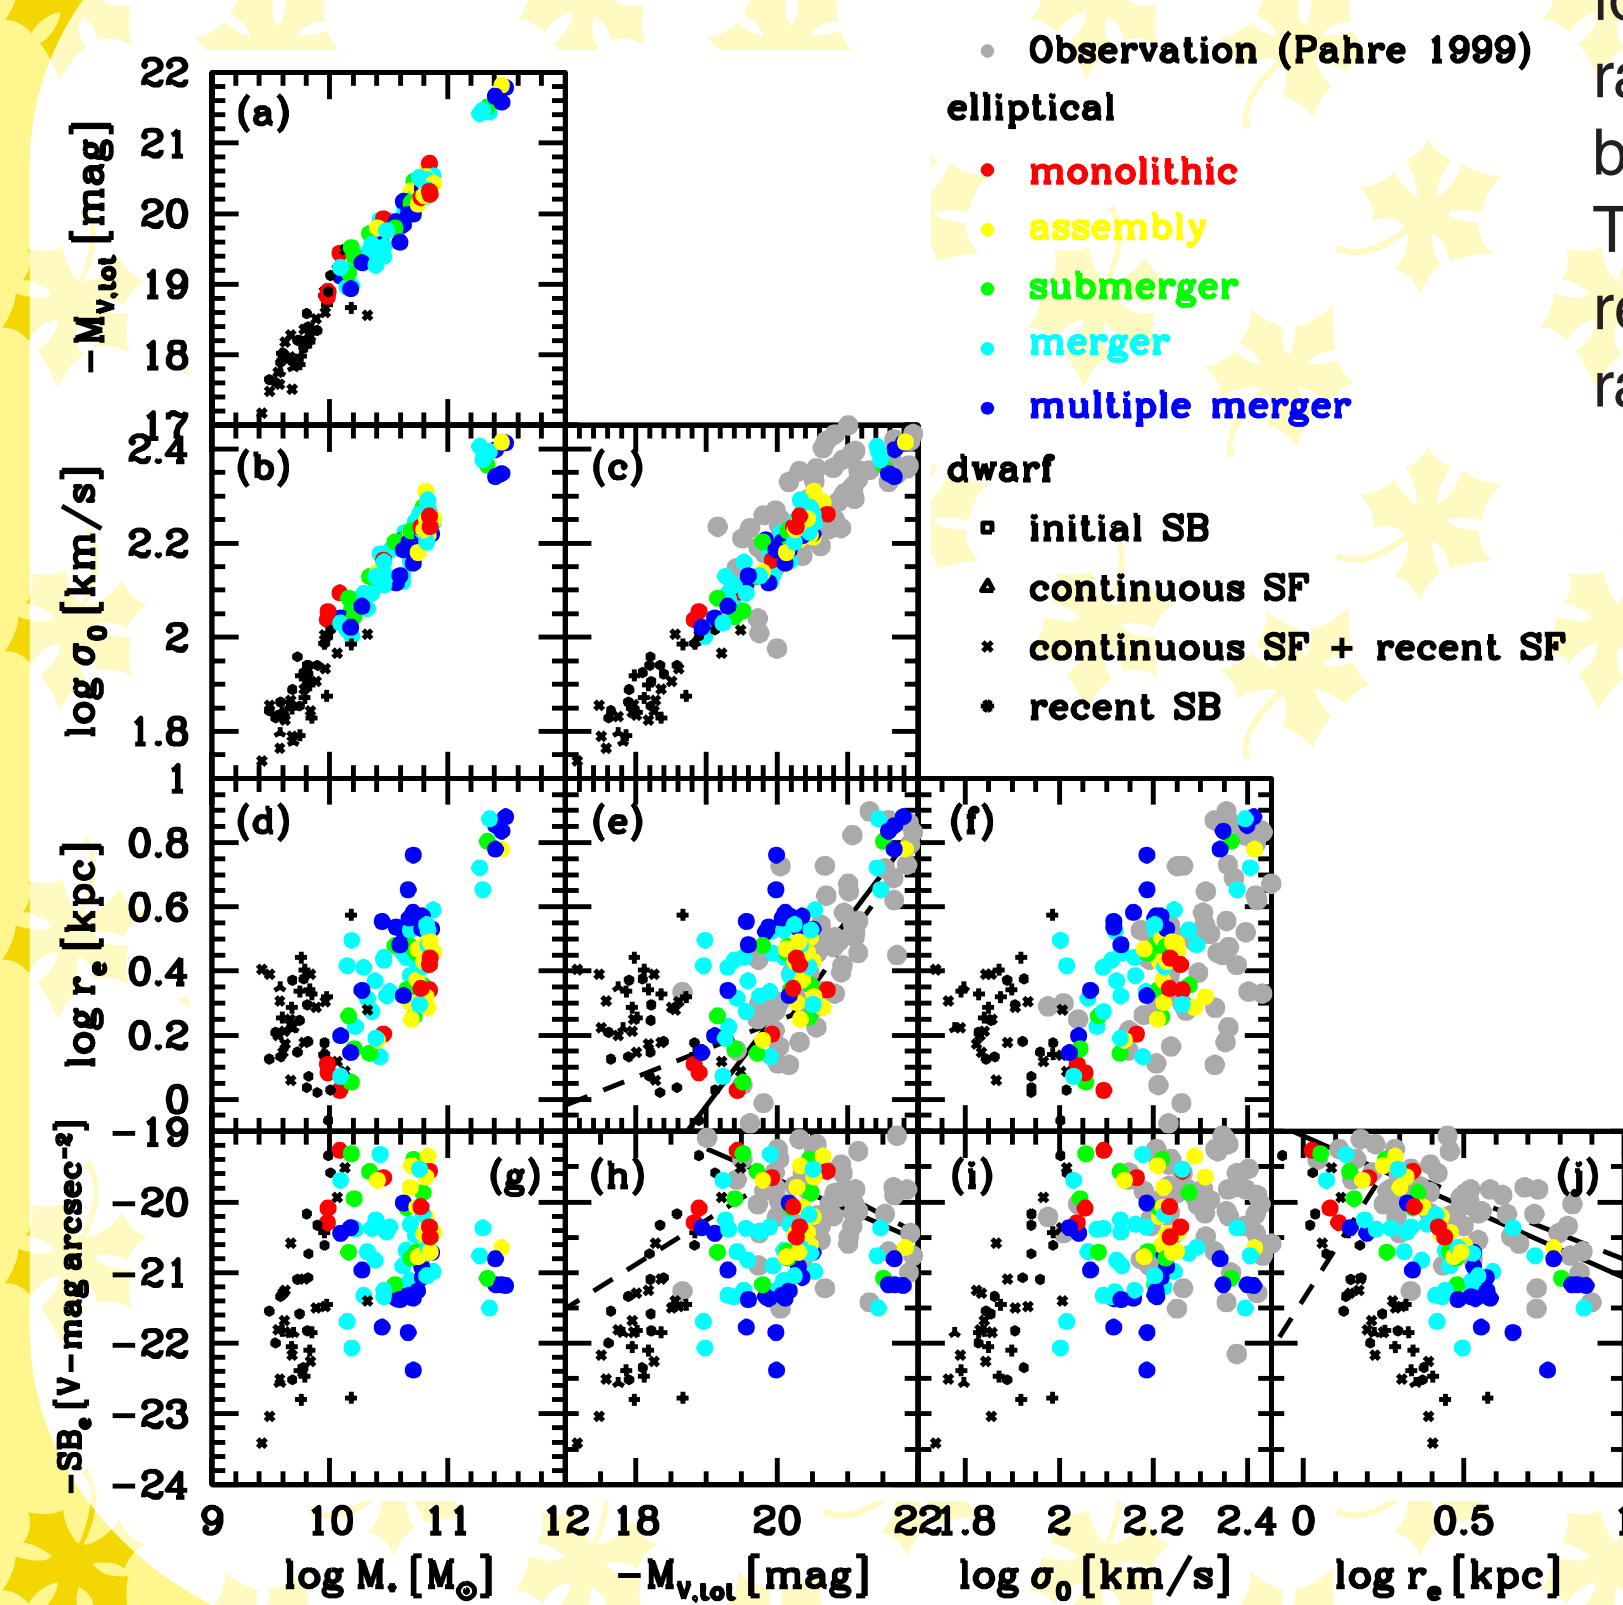 Observation (Pahre 1999)
elliptical
monolithic
assembly
submerger
merger
multiple merger
dwarf
initial SB
continuous SF
continuous SF + recent SF
recent SB
ra
b
T
re
ra
(a)
22
21
20
19
18
17
-M_V,tot [mag]
(b)
(c)
2.4
2.2
2
1.8
log σ_0 [km/s]
(d)
(e)
(f)
1
0.8
0.6
0.4
0.2
0
log r_e [kpc]
(g)
(h)
(i)
(j)
-19
-20
-21
-22
-23
-24
-SB_e [V-mag arcsec^-2]
9 10 11 12 18 20 22 1.8 2 2.2 2.4 0 0.5 1
log M_* [M_⊙]
-M_V,tot [mag]
log σ_0 [km/s]
log r_e [kpc]